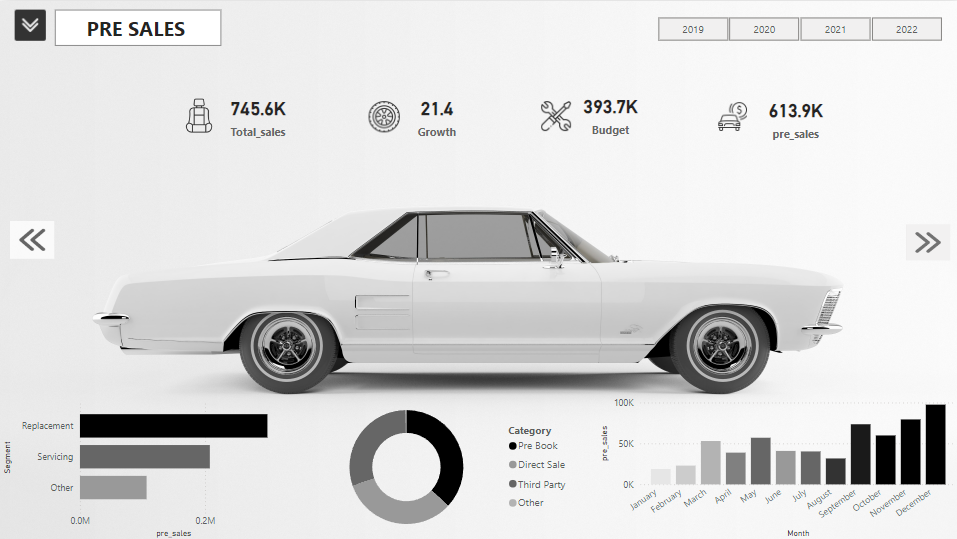 PRE SALES
2019
2020
2021
2022
745.6K
Total_sales
21.4
Growth
393.7K
Budget
613.9K
pre_sales
Segment
Replacement
Servicing
Other
0.0M
0.2M
pre_sales
Category
Pre Book
Direct Sale
Third Party
Other
pre_sales
100K
50K
0K
January
February
March
April
May
June
July
August
September
October
November
December
Month